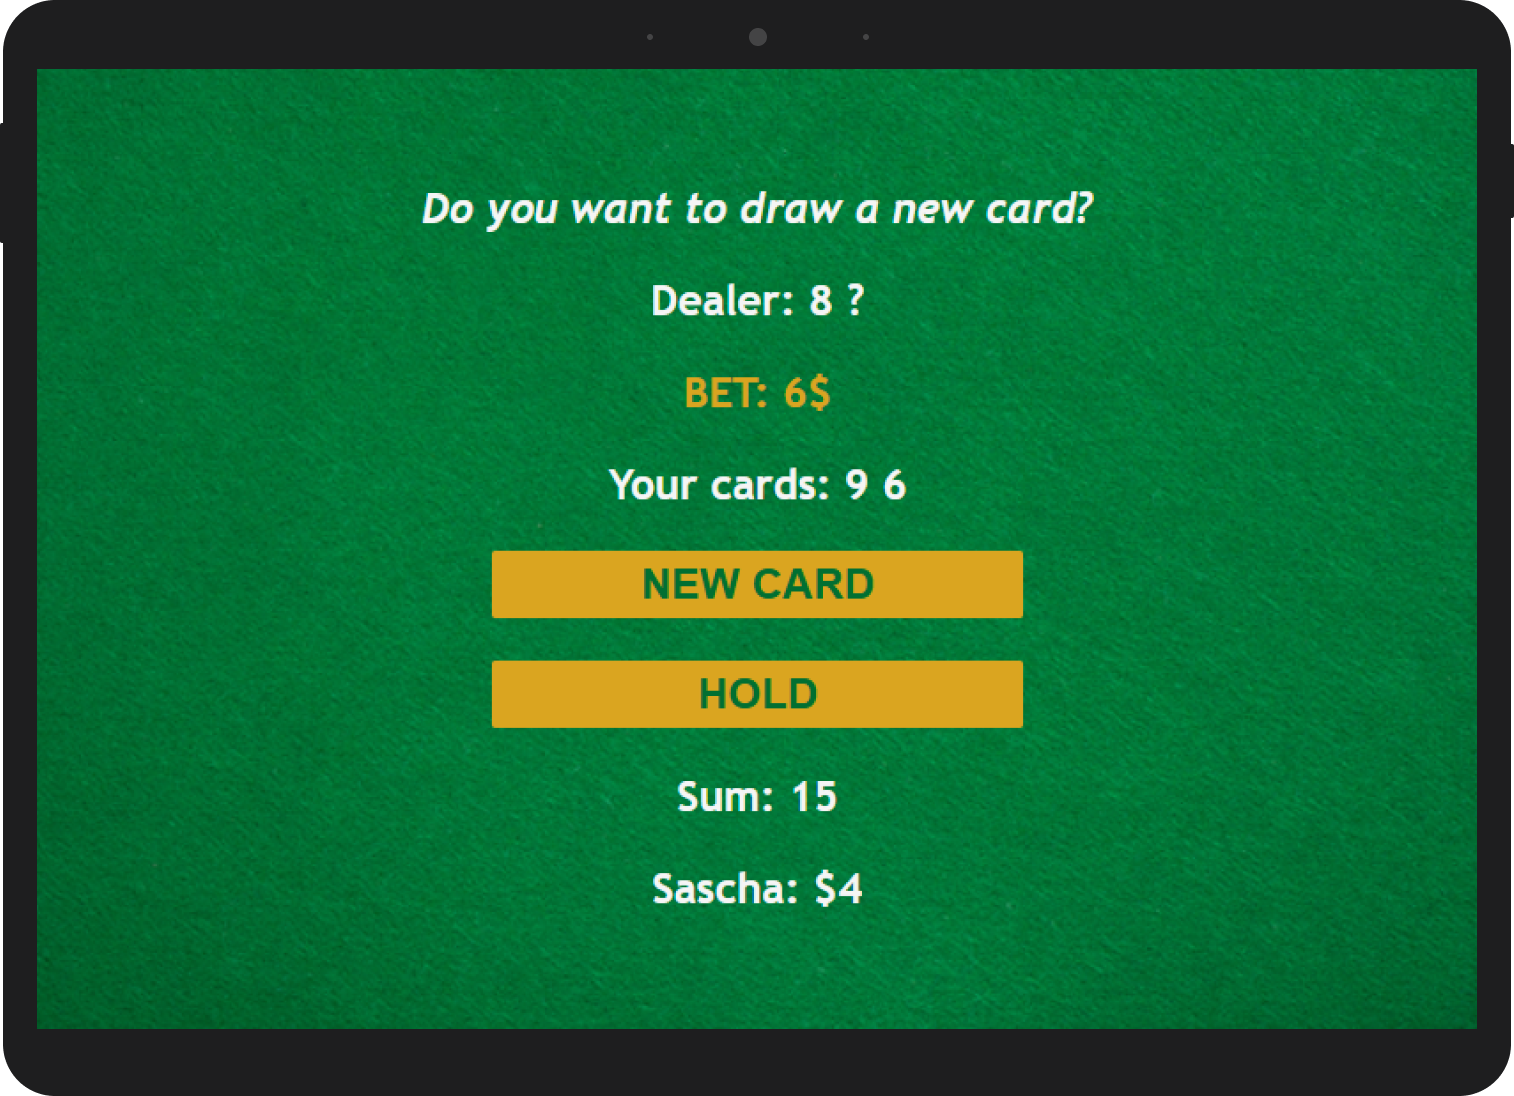 Do you want to draw a new card?
Dealer: 8 ?
BET: 6$
Your cards: 9 6
NEW CARD
HOLD
Sum: 15
Sascha: $4